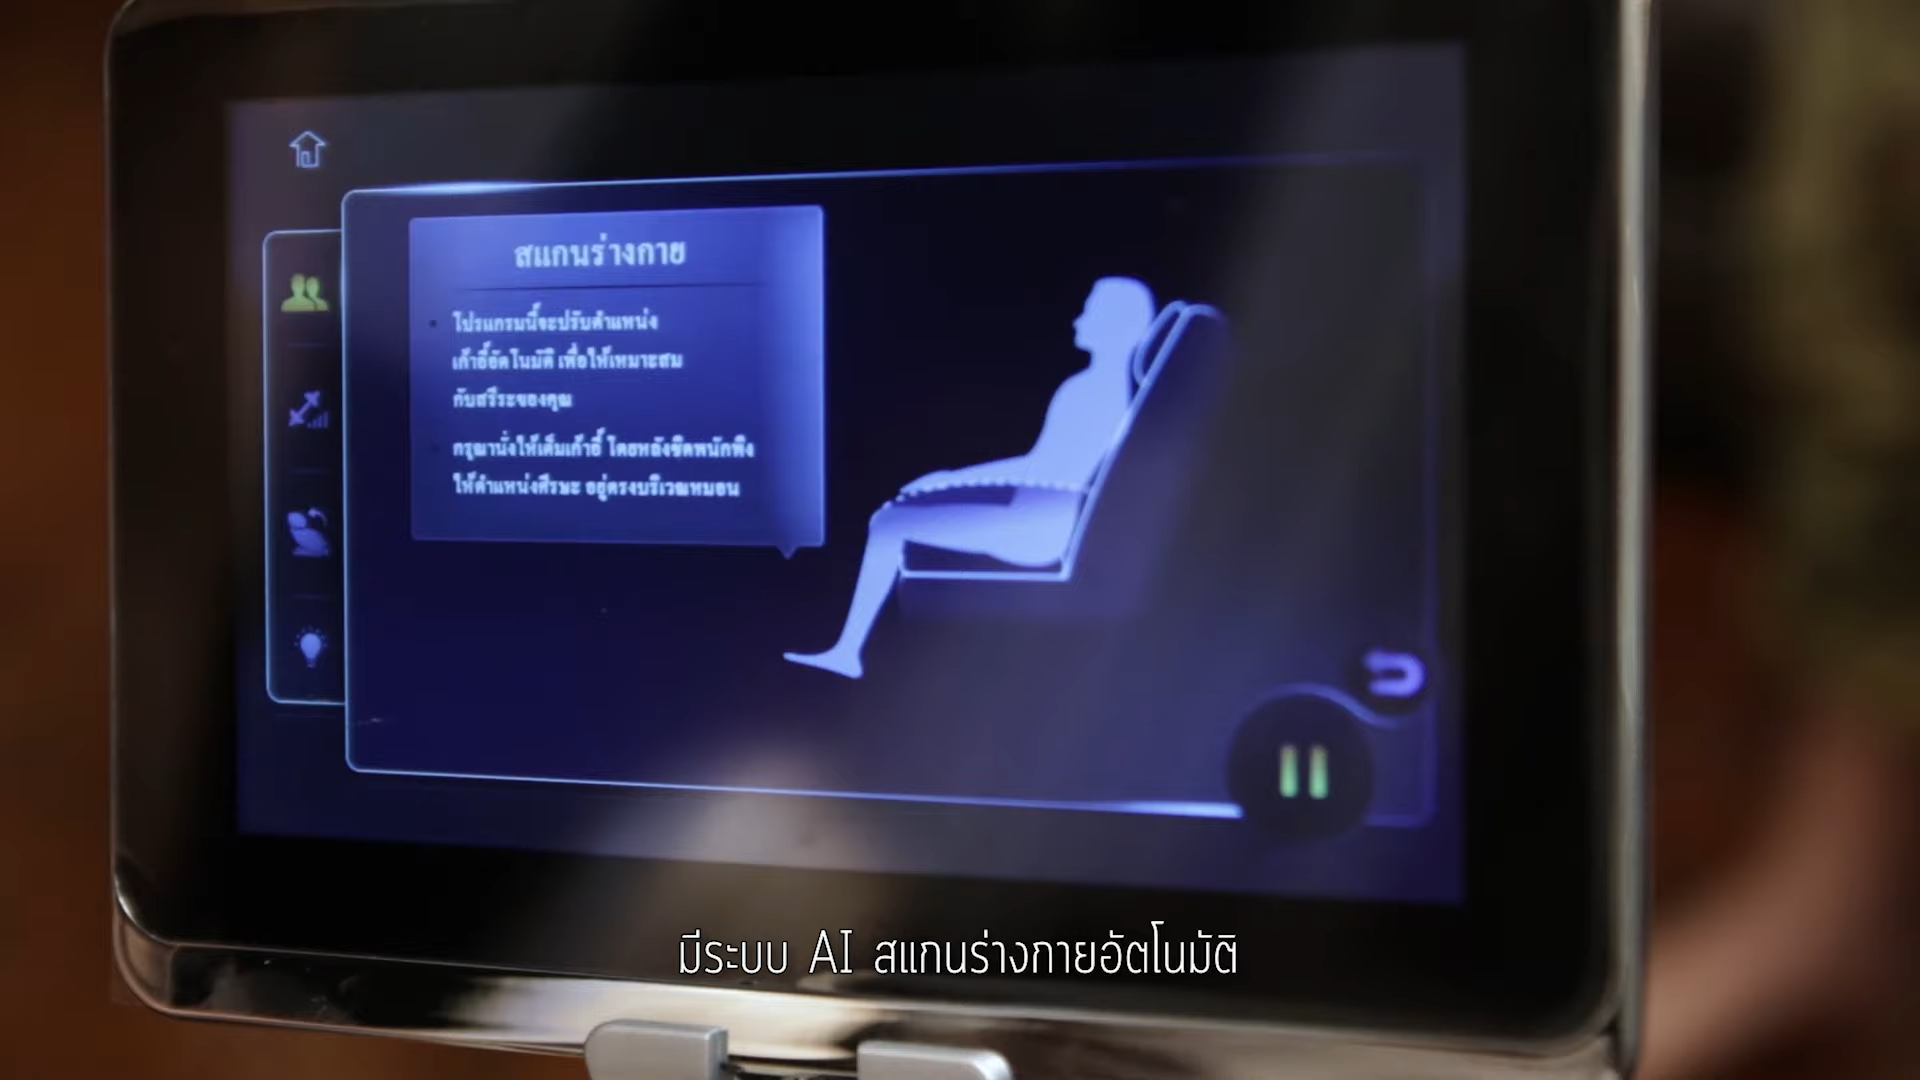 สแกนร่างกาย
โปรแกรมนี้จะปรับตำแหน่ง
เก้าอี้อัตโนมัติ เพื่อให้เหมาะสม
กับสรีระของคุณ
กรุณานั่งให้เต็มเก้าอี้ โดยหลังชิดพนักพิง
ให้ตำแหน่งศีรษะ อยู่ตรงบริเวณหมอน
มีระบบ AI สแกนร่างกายอัตโนมัติ